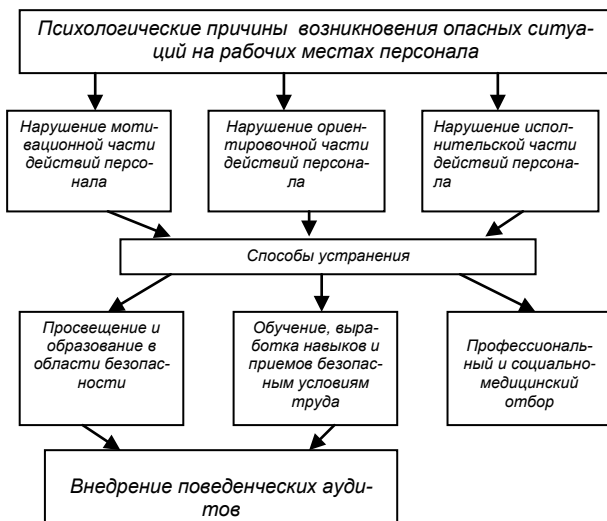 Психологические причины возникновения опасных ситуа-
ций на рабочих местах персонала
Нарушение моти-
вационной части
действий персо-
нала
Нарушение ориен-
тировочной части
действий персона-
ла
Нарушение испол-
нительской части
действий персона-
ла
Способы устранения
Просвещение и
образование в
области безопас-
ности
Обучение, выра-
ботка навыков и
приемов безопас-
ным условиям
труда
Профессиональ-
ный и социально-
медицинский
отбор
Внедрение поведенческих ауди-
тов